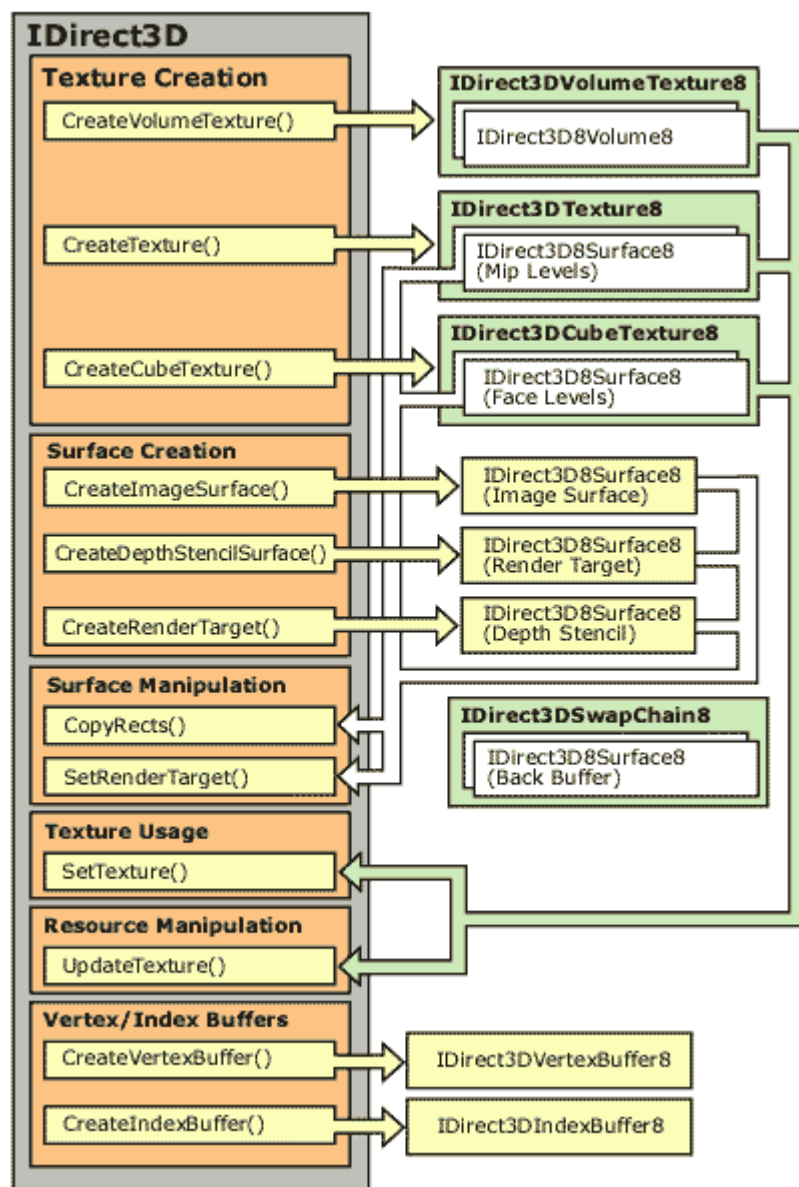 IDirect3D
Texture Creation
CreateVolumeTexture()
IDirect3DVolumeTexture8
IDirect3D8Volume8
CreateTexture()
IDirect3DTexture8
IDirect3D8Surface8
(Mip Levels)
CreateCubeTexture()
IDirect3DCubeTexture8
IDirect3D8Surface8
(Face Levels)
Surface Creation
CreateImageSurface()
IDirect3D8Surface8
(Image Surface)
CreateDepthStencilSurface()
IDirect3D8Surface8
(Render Target)
CreateRenderTarget()
IDirect3D8Surface8
(Depth Stencil)
Surface Manipulation
CopyRects()
SetRenderTarget()
IDirect3DSwapChain8
IDirect3D8Surface8
(Back Buffer)
Texture Usage
SetTexture()
Resource Manipulation
UpdateTexture()
Vertex/Index Buffers
CreateVertexBuffer()
IDirect3DVertexBuffer8
CreateIndexBuffer()
IDirect3DIndexBuffer8